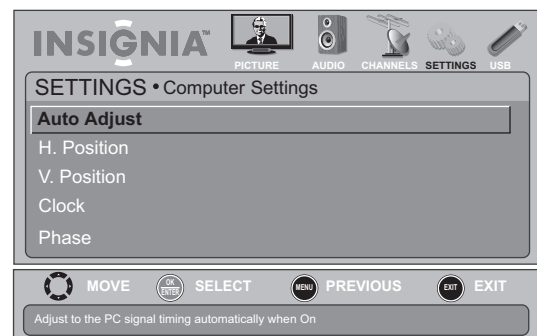 INSIGNIA™
PICTURE AUDIO CHANNELS SETTINGS USB
SETTINGS • Computer Settings
Auto Adjust
H. Position
V. Position
Clock
Phase
MOVE OK ENTER SELECT MENU PREVIOUS EXIT EXIT
Adjust to the PC signal timing automatically when On